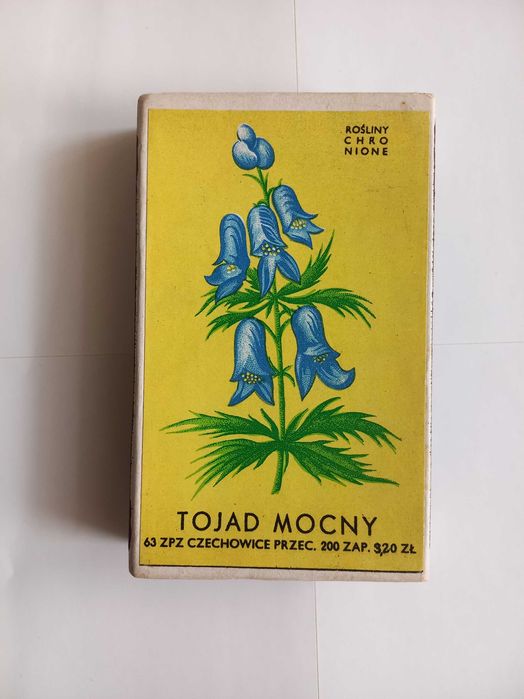 ROŚLINY
CHRO
NIONE
TOJAD MOCNY
63 ZPZ CZECHOWICE PRZEC. 200 ZAP. 3,20 ZŁ